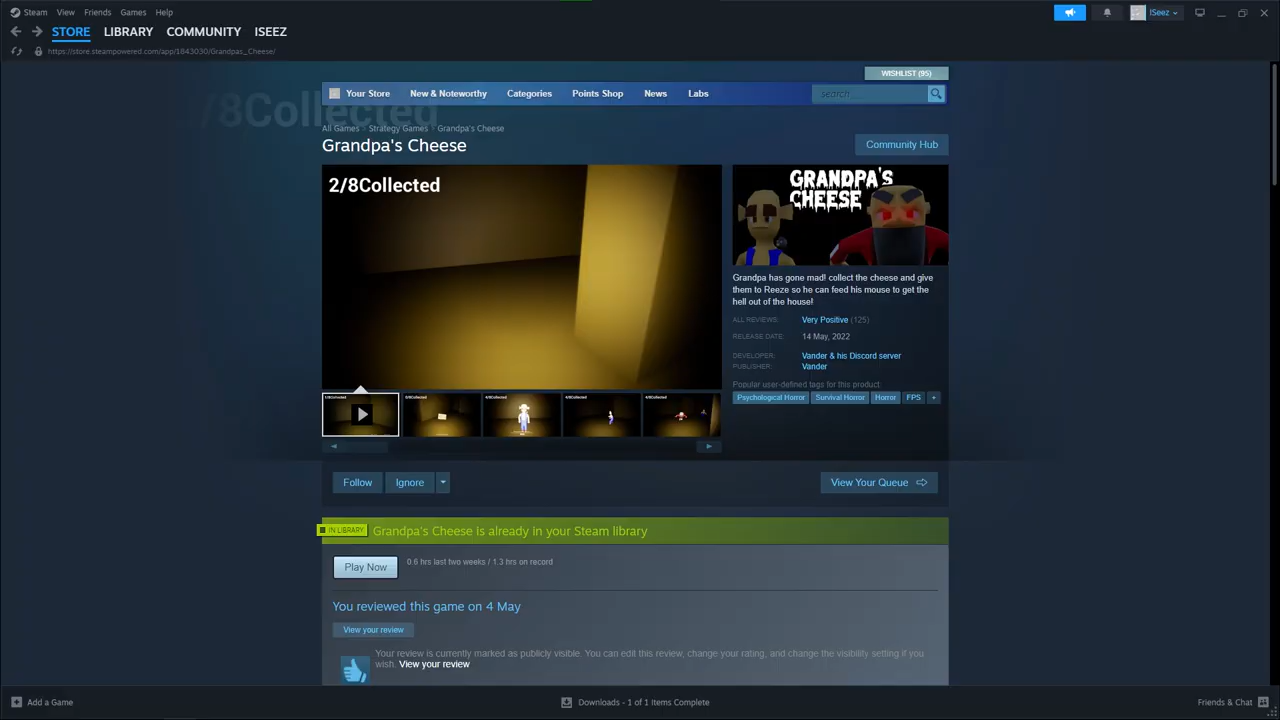 Steam View Friends Games Help
ISeez
STORE LIBRARY COMMUNITY ISEEZ
https://store.steampowered.com/app/1843030/Grandpas_Cheese/
WISHLIST (95)
/8Collected
Your Store New & Noteworthy Categories Points Shop News Labs
search
All Games > Strategy Games > Grandpa's Cheese
Grandpa's Cheese
Community Hub
2/8Collected
GRANDPA'S
CHEESE
Grandpa has gone mad! collect the cheese and give
them to Reeze so he can feed his mouse to get the
hell out of the house!
ALL REVIEWS: Very Positive (125)
RELEASE DATE: 14 May, 2022
DEVELOPER: Vander & his Discord server
PUBLISHER: Vander
Popular user-defined tags for this product:
Psychological Horror Survival Horror Horror FPS +
Follow Ignore
View Your Queue
IN LIBRARY Grandpa's Cheese is already in your Steam library
Play Now 0.6 hrs last two weeks / 1.3 hrs on record
You reviewed this game on 4 May
View your review
Your review is currently marked as publicly visible. You can edit this review, change your rating, and change the visibility setting if you
wish. View your review
Add a Game
Downloads - 1 of 1 Items Complete
Friends & Chat